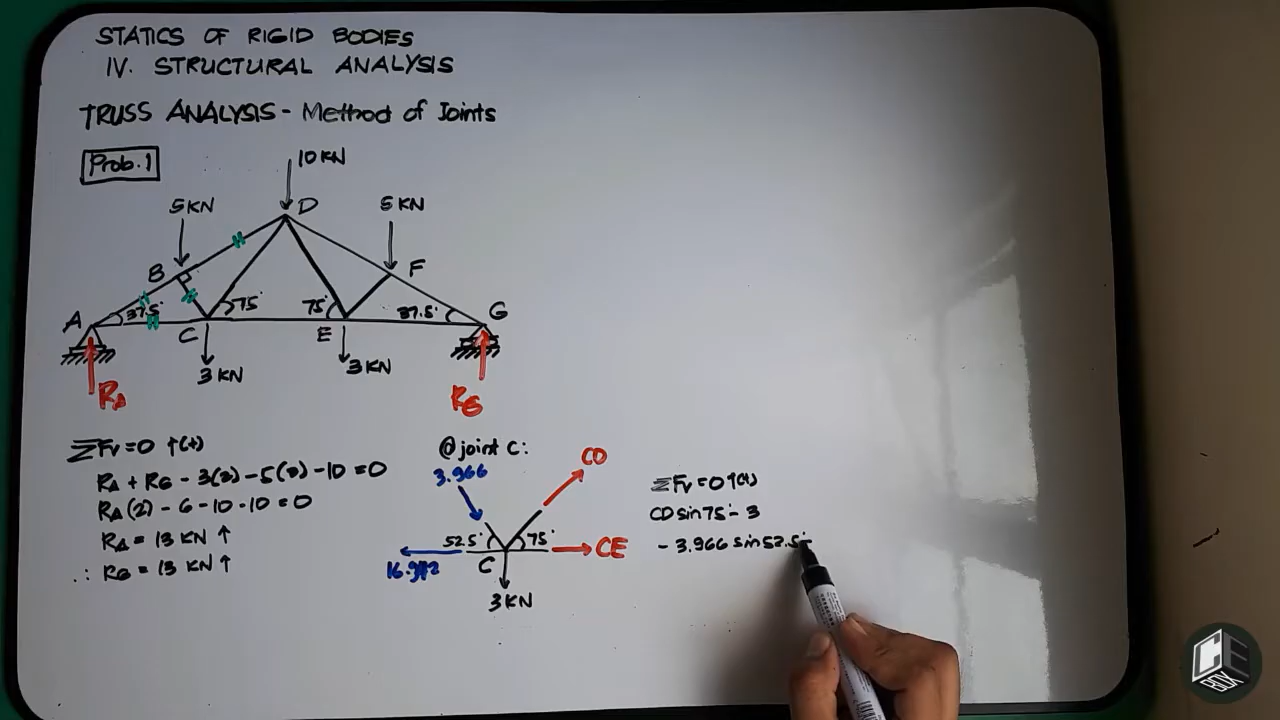 STATICS OF RIGID BODIES
IV. STRUCTURAL ANALYSIS
TRUSS ANALYSIS - Method of Joints
Prob. 1
10 KN
5 KN
5 KN
D
B
F
A
37.5°
75°
75°
37.5°
G
C
E
3 KN
3 KN
RA
RG
ΣFv = 0 ↑(+)
RA + RG - 3(2) - 5(2) - 10 = 0
RA(2) - 6 - 10 - 10 = 0
RA = 13 KN ↑
∴ RG = 13 KN ↑
@ joint C:
3.966
CD
52.5°
75°
CE
16.942
C
3 KN
ΣFv = 0 ↑(+)
CD sin 75° - 3
- 3.966 sin 52.5°
CE
BOX